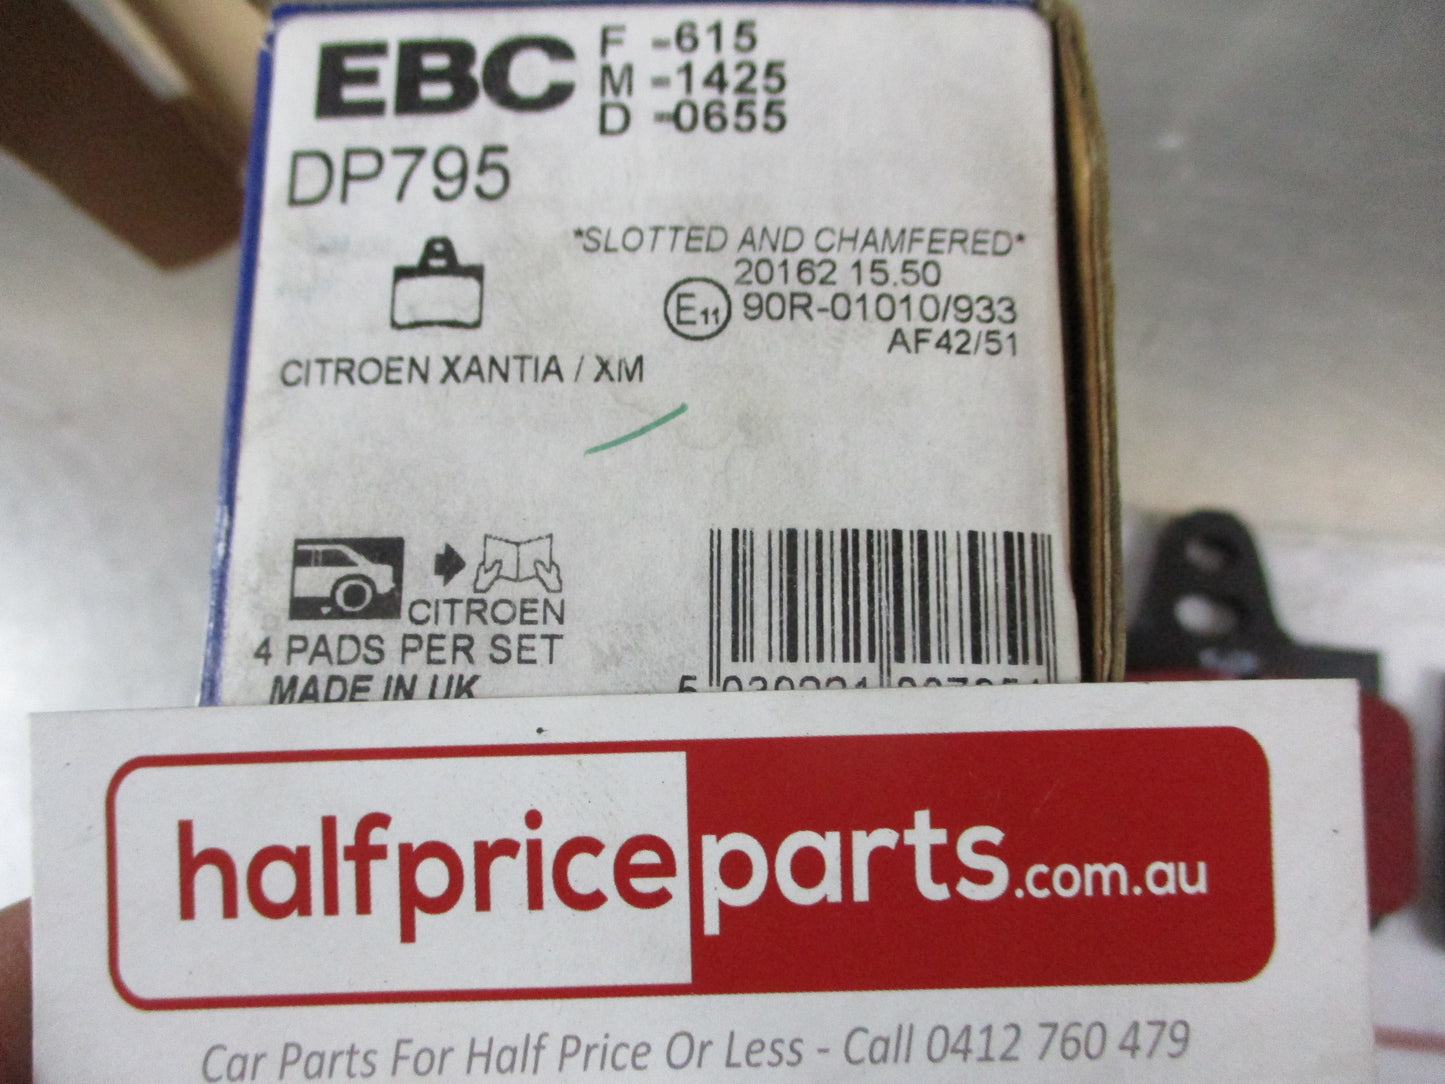 EBC
F -615
M -1425
D -0655
DP795
*SLOTTED AND CHAMFERED*
20162 15.50
E11 90R-01010/933
AF42/51
CITROEN XANTIA / XM
CITROEN
4 PADS PER SET
MADE IN UK
halfpriceparts.com.au
Car Parts For Half Price Or Less - Call 0412 760 479